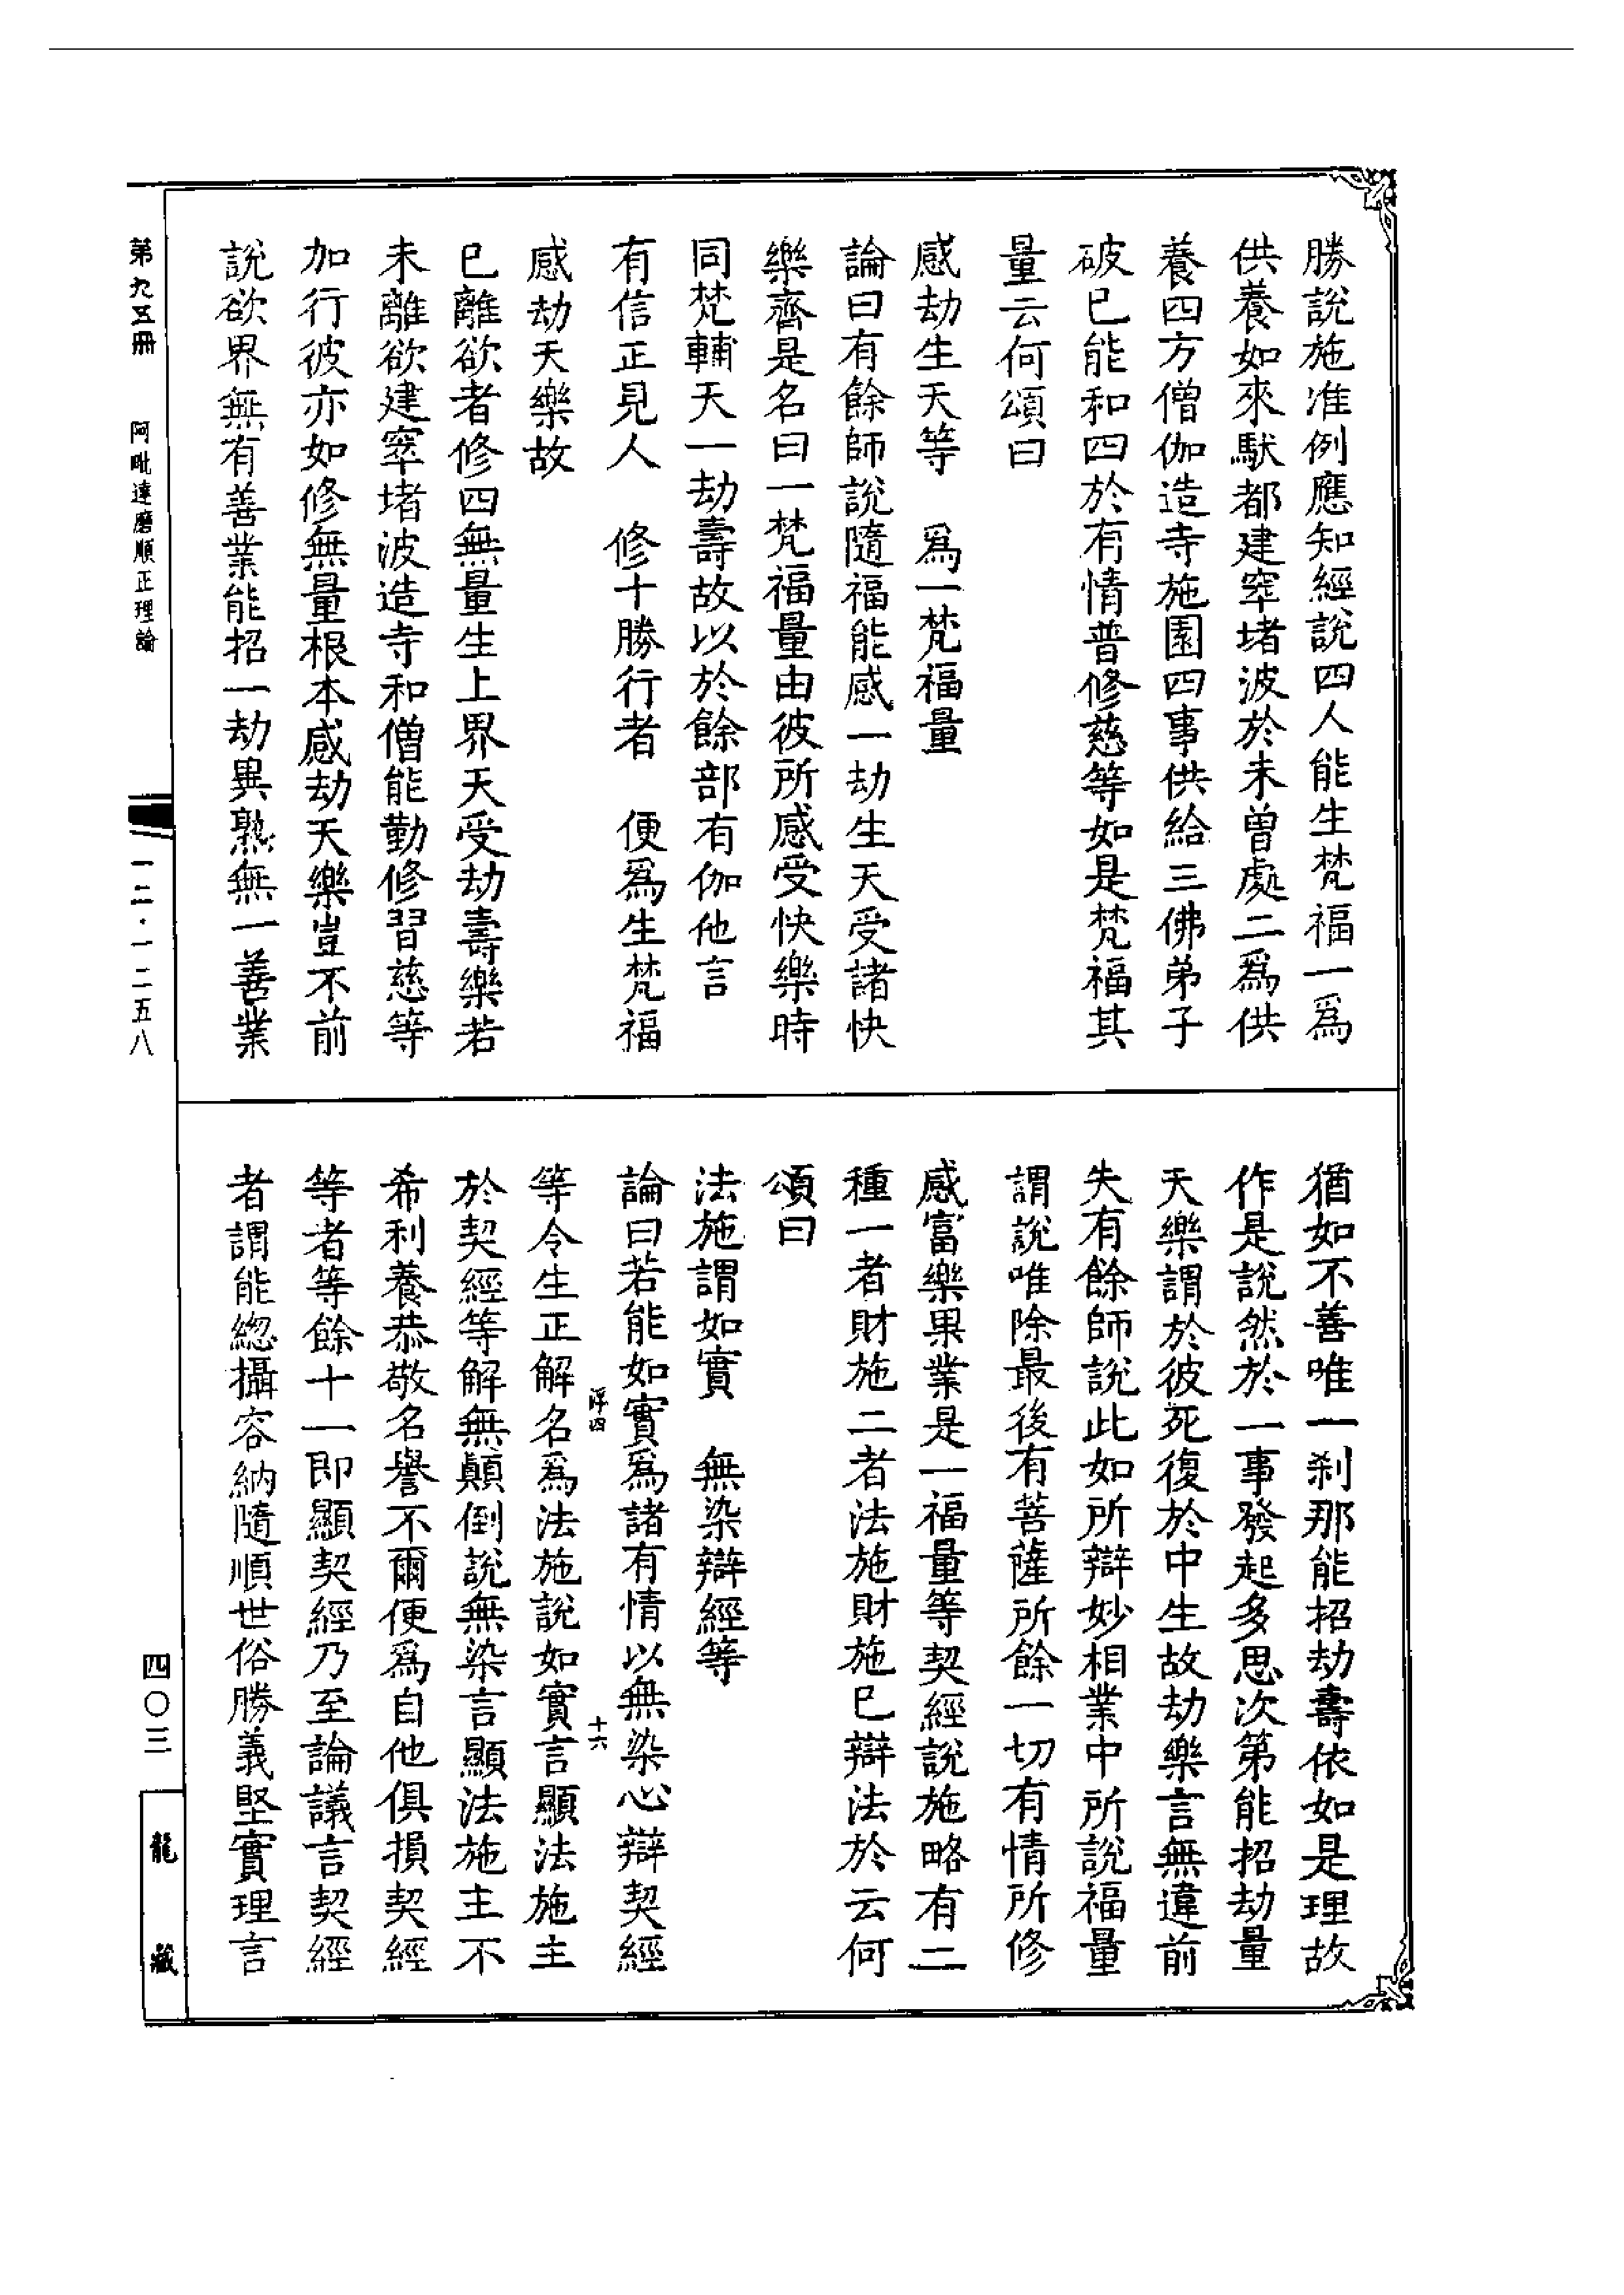 勝說施准例應知經說四人能生梵福一爲
供養如來馱都建窣堵波於未曾處二爲供
養四方僧伽造寺施園四事供給三佛弟子
破已能和四於有情普修慈等如是梵福其
量云何頌曰
感劫生天等　爲一梵福量
論曰有餘師說隨福能感一劫生天受諸快
樂齊是名曰一梵福量由彼所感受快樂時
同梵輔天一劫壽故以於餘部有伽他言
有信正見人　修十勝行者　便爲生梵福
感劫天樂故
已離欲者修四無量生上界天受劫壽樂若
未離欲建窣堵波造寺和僧能勤修習慈等
加行彼亦如修無量根本感劫天樂豈不前
說欲界無有善業能招一劫異熟無一善業
猶如不善唯一刹那能招劫壽依如是理故
作是說然於一事發起多思次第能招劫量
天樂謂於彼死復於中生故劫樂言無違前
失有餘師說此如所辯妙相業中所說福量
謂說唯除最後有菩薩所餘一切有情所修
感富樂果業是一福量等契經說施略有二
種一者財施二者法施財施已辯法於云何
頌曰
法施謂如實　無染辯經等
論曰若能如實爲諸有情以無染心辯契經
浮四　十六
等令生正解名爲法施說如實言顯法施主
於契經等解無顛倒說無染言顯法施主不
希利養恭敬名譽不爾便爲自他俱損契經
等者等餘十一即顯契經乃至論議言契經
者謂能緫攝容納隨順世俗勝義堅實理言
第九五冊　阿毗達磨順正理論　一二·一二五八
四〇三　龍藏